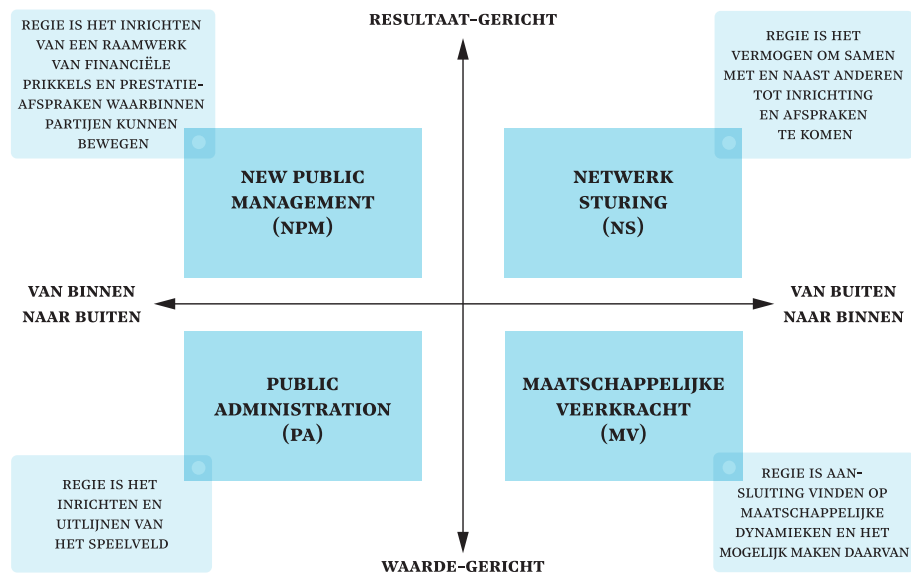 RESULTAAT-GERICHT
REGIE IS HET INRICHTEN
VAN EEN RAAMWERK
VAN FINANCIËLE
PRIKKELS EN PRESTATIE-
AFSPRAKEN WAARBINNEN
PARTIJEN KUNNEN
BEWEGEN
REGIE IS HET
VERMOGEN OM SAMEN
MET EN NAAST ANDEREN
TOT INRICHTING
EN AFSPRAKEN
TE KOMEN
NEW PUBLIC
MANAGEMENT
(NPM)
NETWERK
STURING
(NS)
VAN BINNEN
NAAR BUITEN
VAN BUITEN
NAAR BINNEN
PUBLIC
ADMINISTRATION
(PA)
MAATSCHAPPELIJKE
VEERKRACHT
(MV)
REGIE IS HET
INRICHTEN EN
UITLIJNEN VAN
HET SPEELVELD
REGIE IS AAN-
SLUITING VINDEN OP
MAATSCHAPPELIJKE
DYNAMIEKEN EN HET
MOGELIJK MAKEN DAARVAN
WAARDE-GERICHT